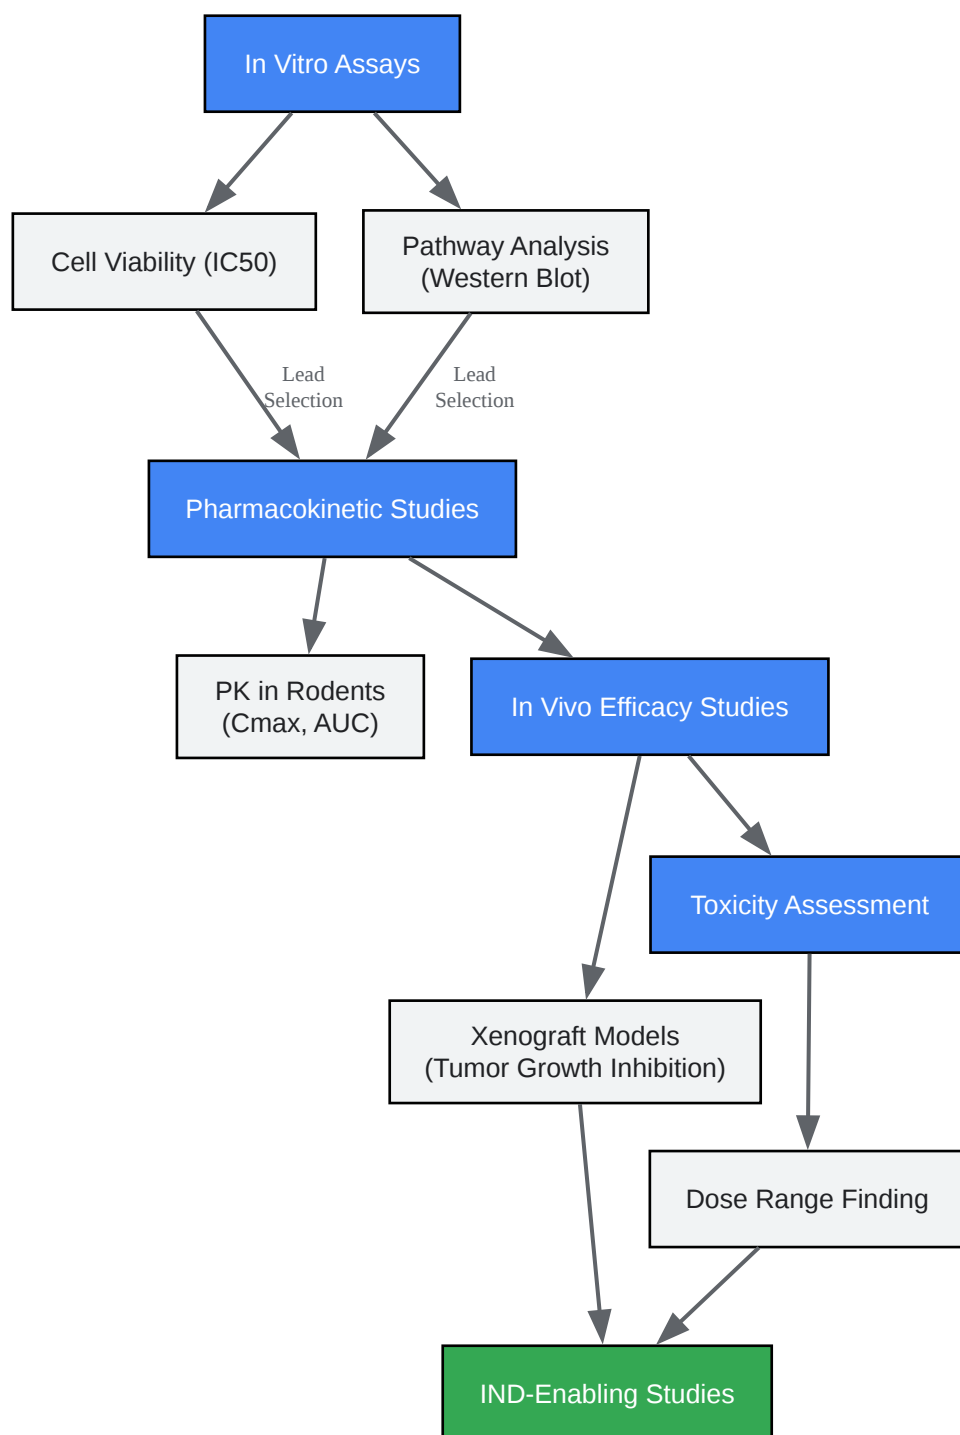 In Vitro Assays
Cell Viability (IC50)
Pathway Analysis
(Western Blot)
Lead
Selection
Lead
Selection
Pharmacokinetic Studies
PK in Rodents
(Cmax, AUC)
In Vivo Efficacy Studies
Toxicity Assessment
Xenograft Models
(Tumor Growth Inhibition)
Dose Range Finding
IND-Enabling Studies